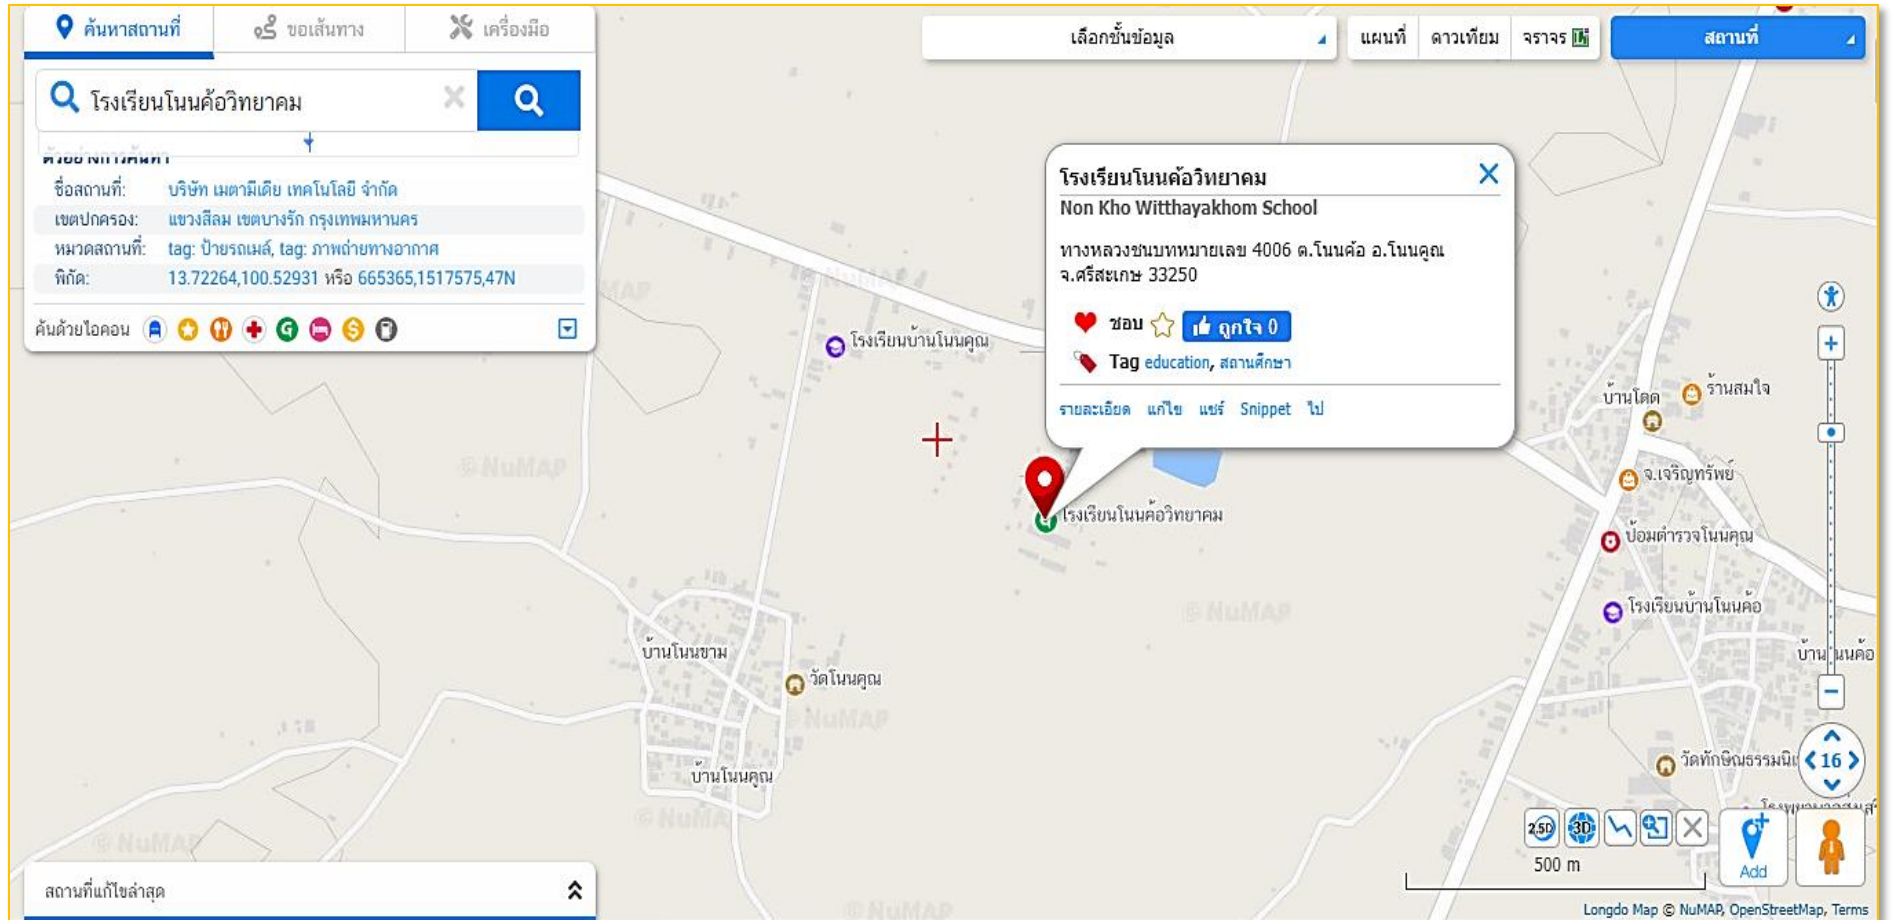 ค้นหาสถานที่
ขอเส้นทาง
เครื่องมือ
เลือกชั้นข้อมูล
แผนที่
ดาวเทียม
จราจร
สถานที่
โรงเรียนโนนค้อวิทยาคม
ตัวอย่างการค้นหา
ชื่อสถานที่: บริษัท เมตามีเดีย เทคโนโลยี จำกัด
เขตปกครอง: แขวงสีลม เขตบางรัก กรุงเทพมหานคร
หมวดสถานที่: tag: ป้ายรถเมล์, tag: ภาพถ่ายทางอากาศ
พิกัด: 13.72264,100.52931 หรือ 665365,1517575,47N
ค้นด้วยไอคอน
โรงเรียนโนนค้อวิทยาคม
Non Kho Witthayakhom School
ทางหลวงชนบทหมายเลข 4006 ต.โนนค้อ อ.โนนคูณ
จ.ศรีสะเกษ 33250
ชอบ ถูกใจ 0
Tag education, สถานศึกษา
รายละเอียด แก้ไข แชร์ Snippet ไป
© NuMAP
โรงเรียนบ้านโนนคูณ
บ้านโดด
ร้านสมใจ
© NuMAP
จ.เจริญทรัพย์
โรงเรียนโนนค้อวิทยาคม
ป้อมตำรวจโนนคุณ
© NuMAP
โรงเรียนบ้านโนนค้อ
บ้านโนนขาม
วัดโนนคูณ
© NuMAP
บ้านโนนคูณ
16
© NuMAP
© NuMAP
2.5D
3D
500 m
Add
สถานที่แก้ไขล่าสุด
© NuMAP
Longdo Map © NuMAP, OpenStreetMap, Terms